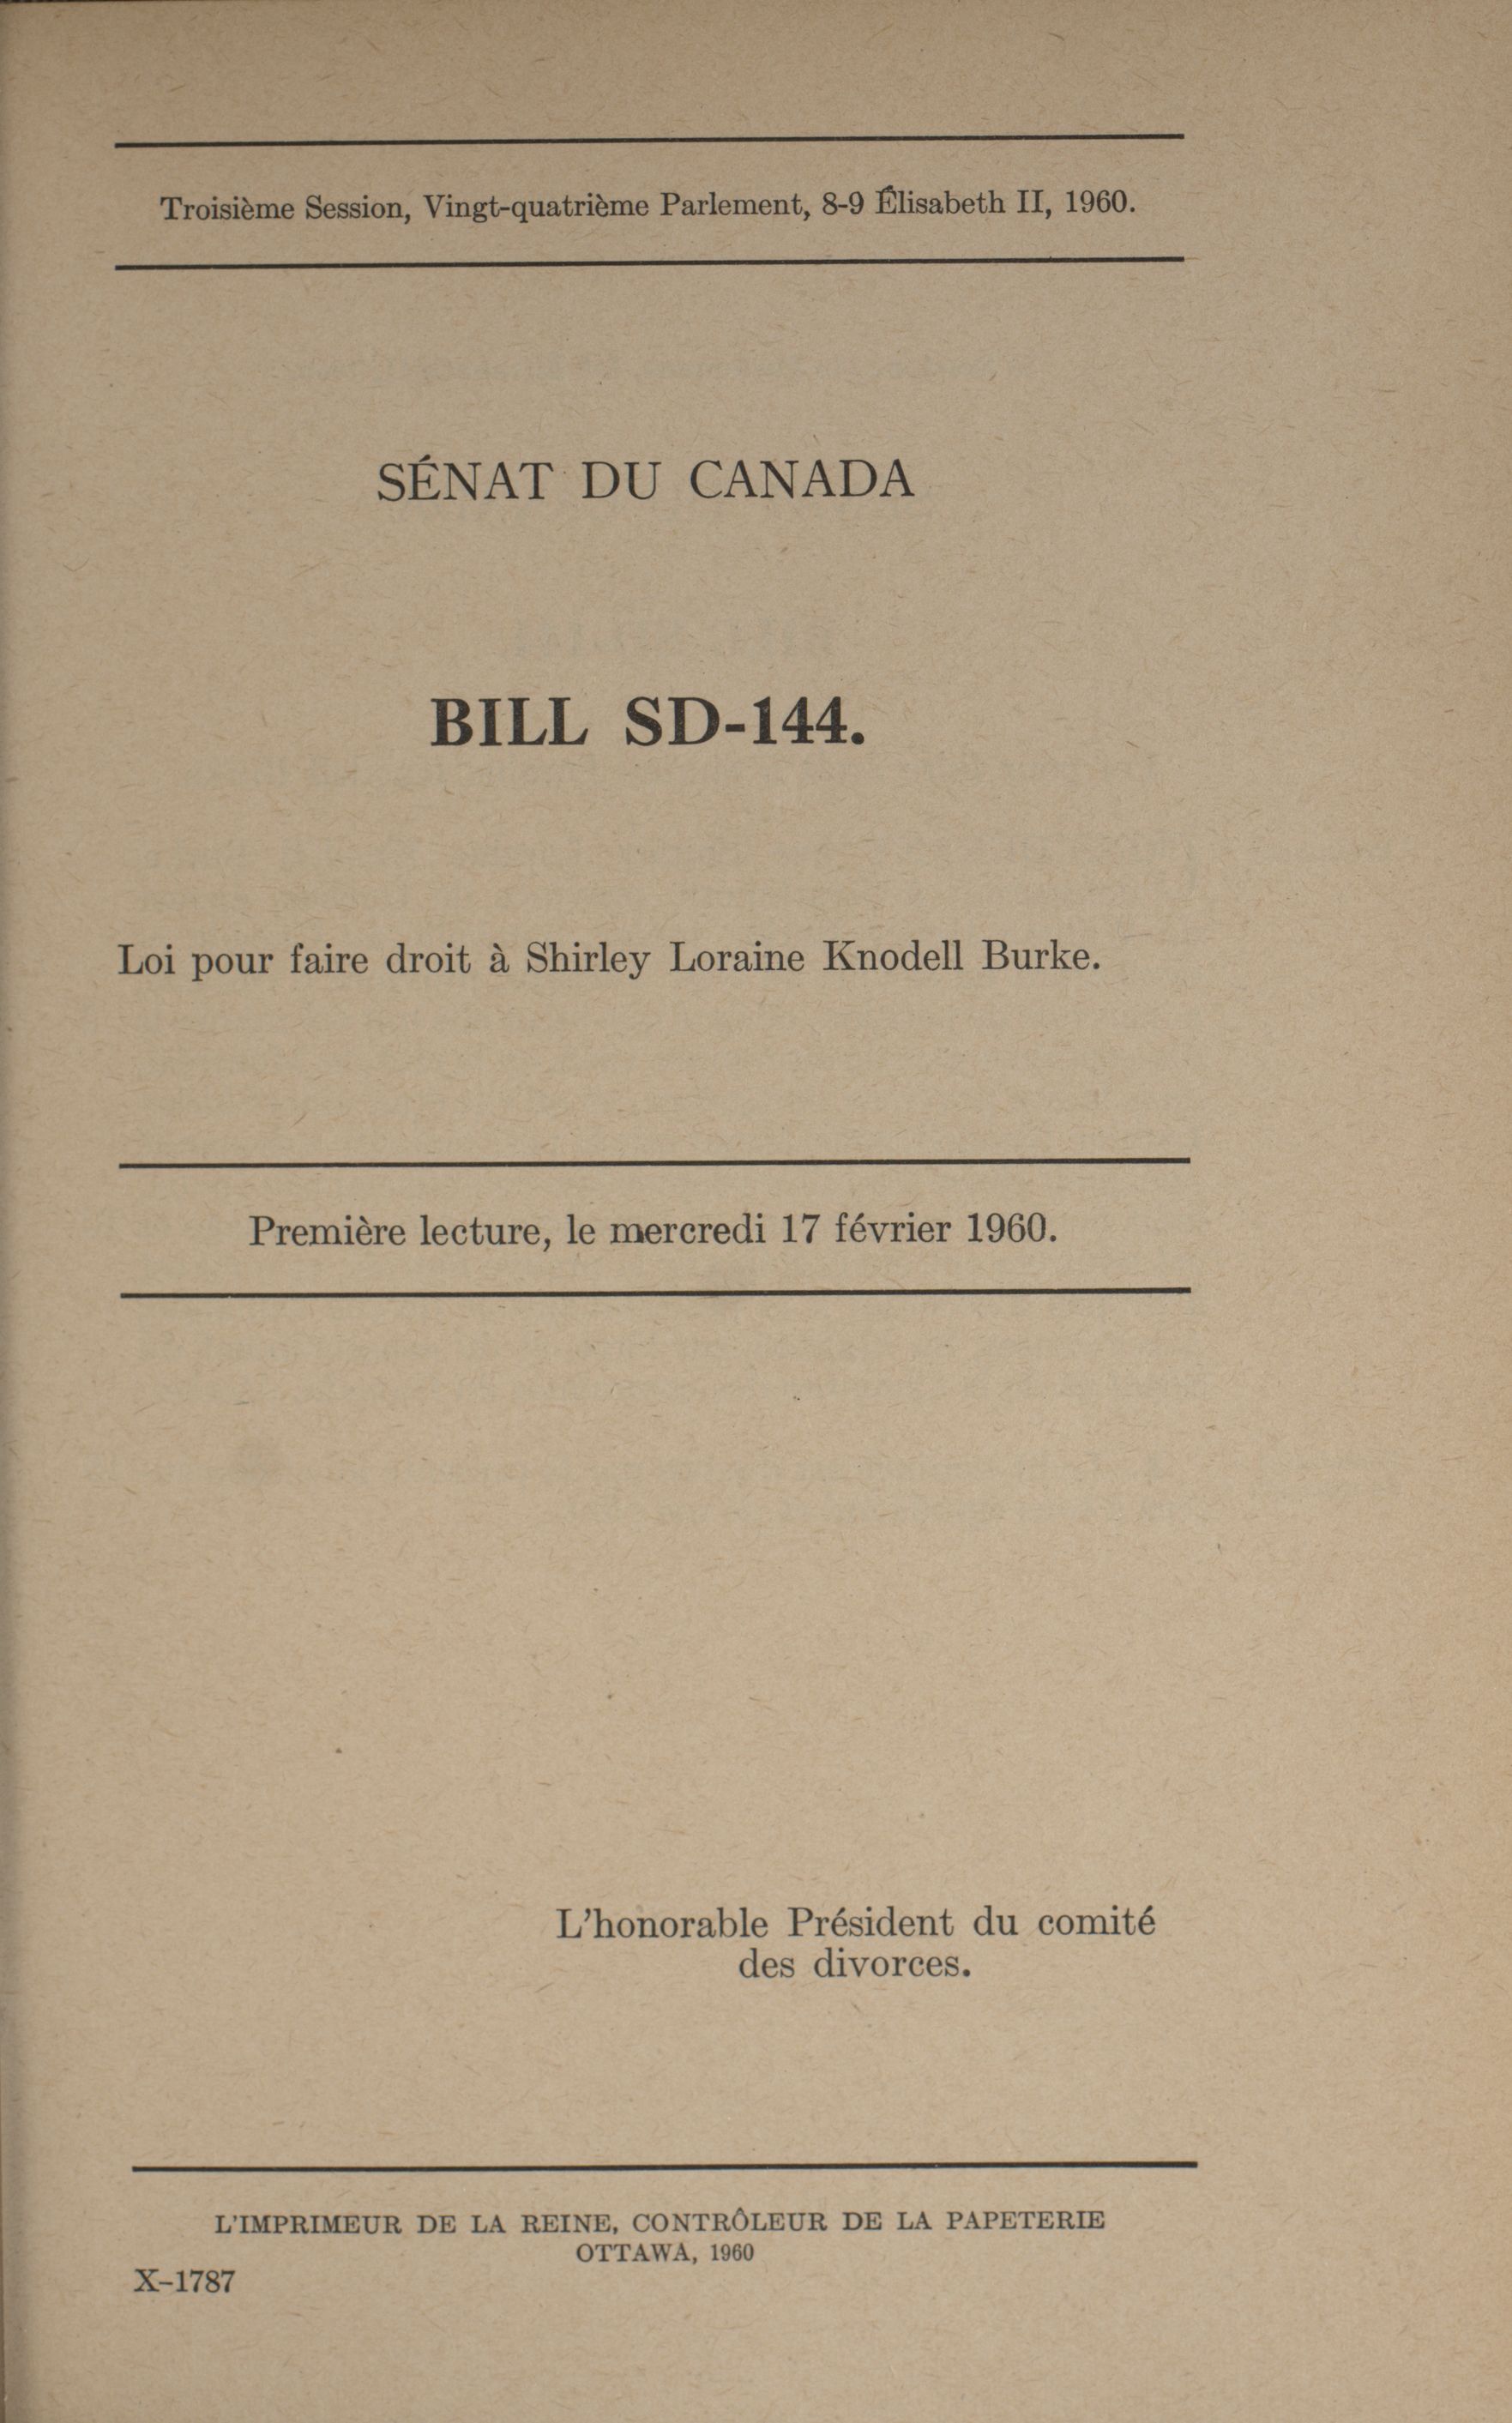 Troisième Session, Vingt-quatrième Parlement, 8-9 Élisabeth II, 1960.
SÉNAT DU CANADA
BILL SD-144.
Loi pour faire droit à Shirley Loraine Knodell Burke.
Première lecture, le mercredi 17 février 1960.
L'honorable Président du comité
des divorces.
L'IMPRIMEUR DE LA REINE, CONTRÔLEUR DE LA PAPETERIE
OTTAWA, 1960
X-1787